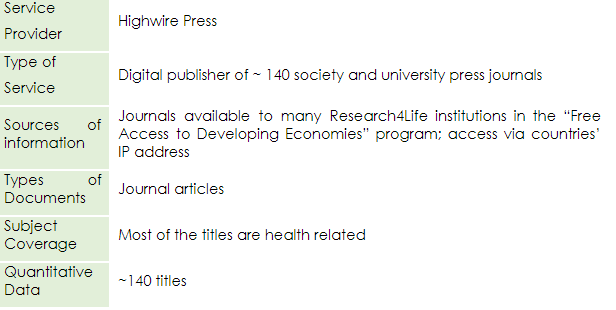 Service
Provider
Highwire Press
Type of
Service
Digital publisher of ~ 140 society and university press journals
Sources of
information
Journals available to many Research4Life institutions in the “Free
Access to Developing Economies” program; access via countries’
IP address
Types of
Documents
Journal articles
Subject
Coverage
Most of the titles are health related
Quantitative
Data
~140 titles